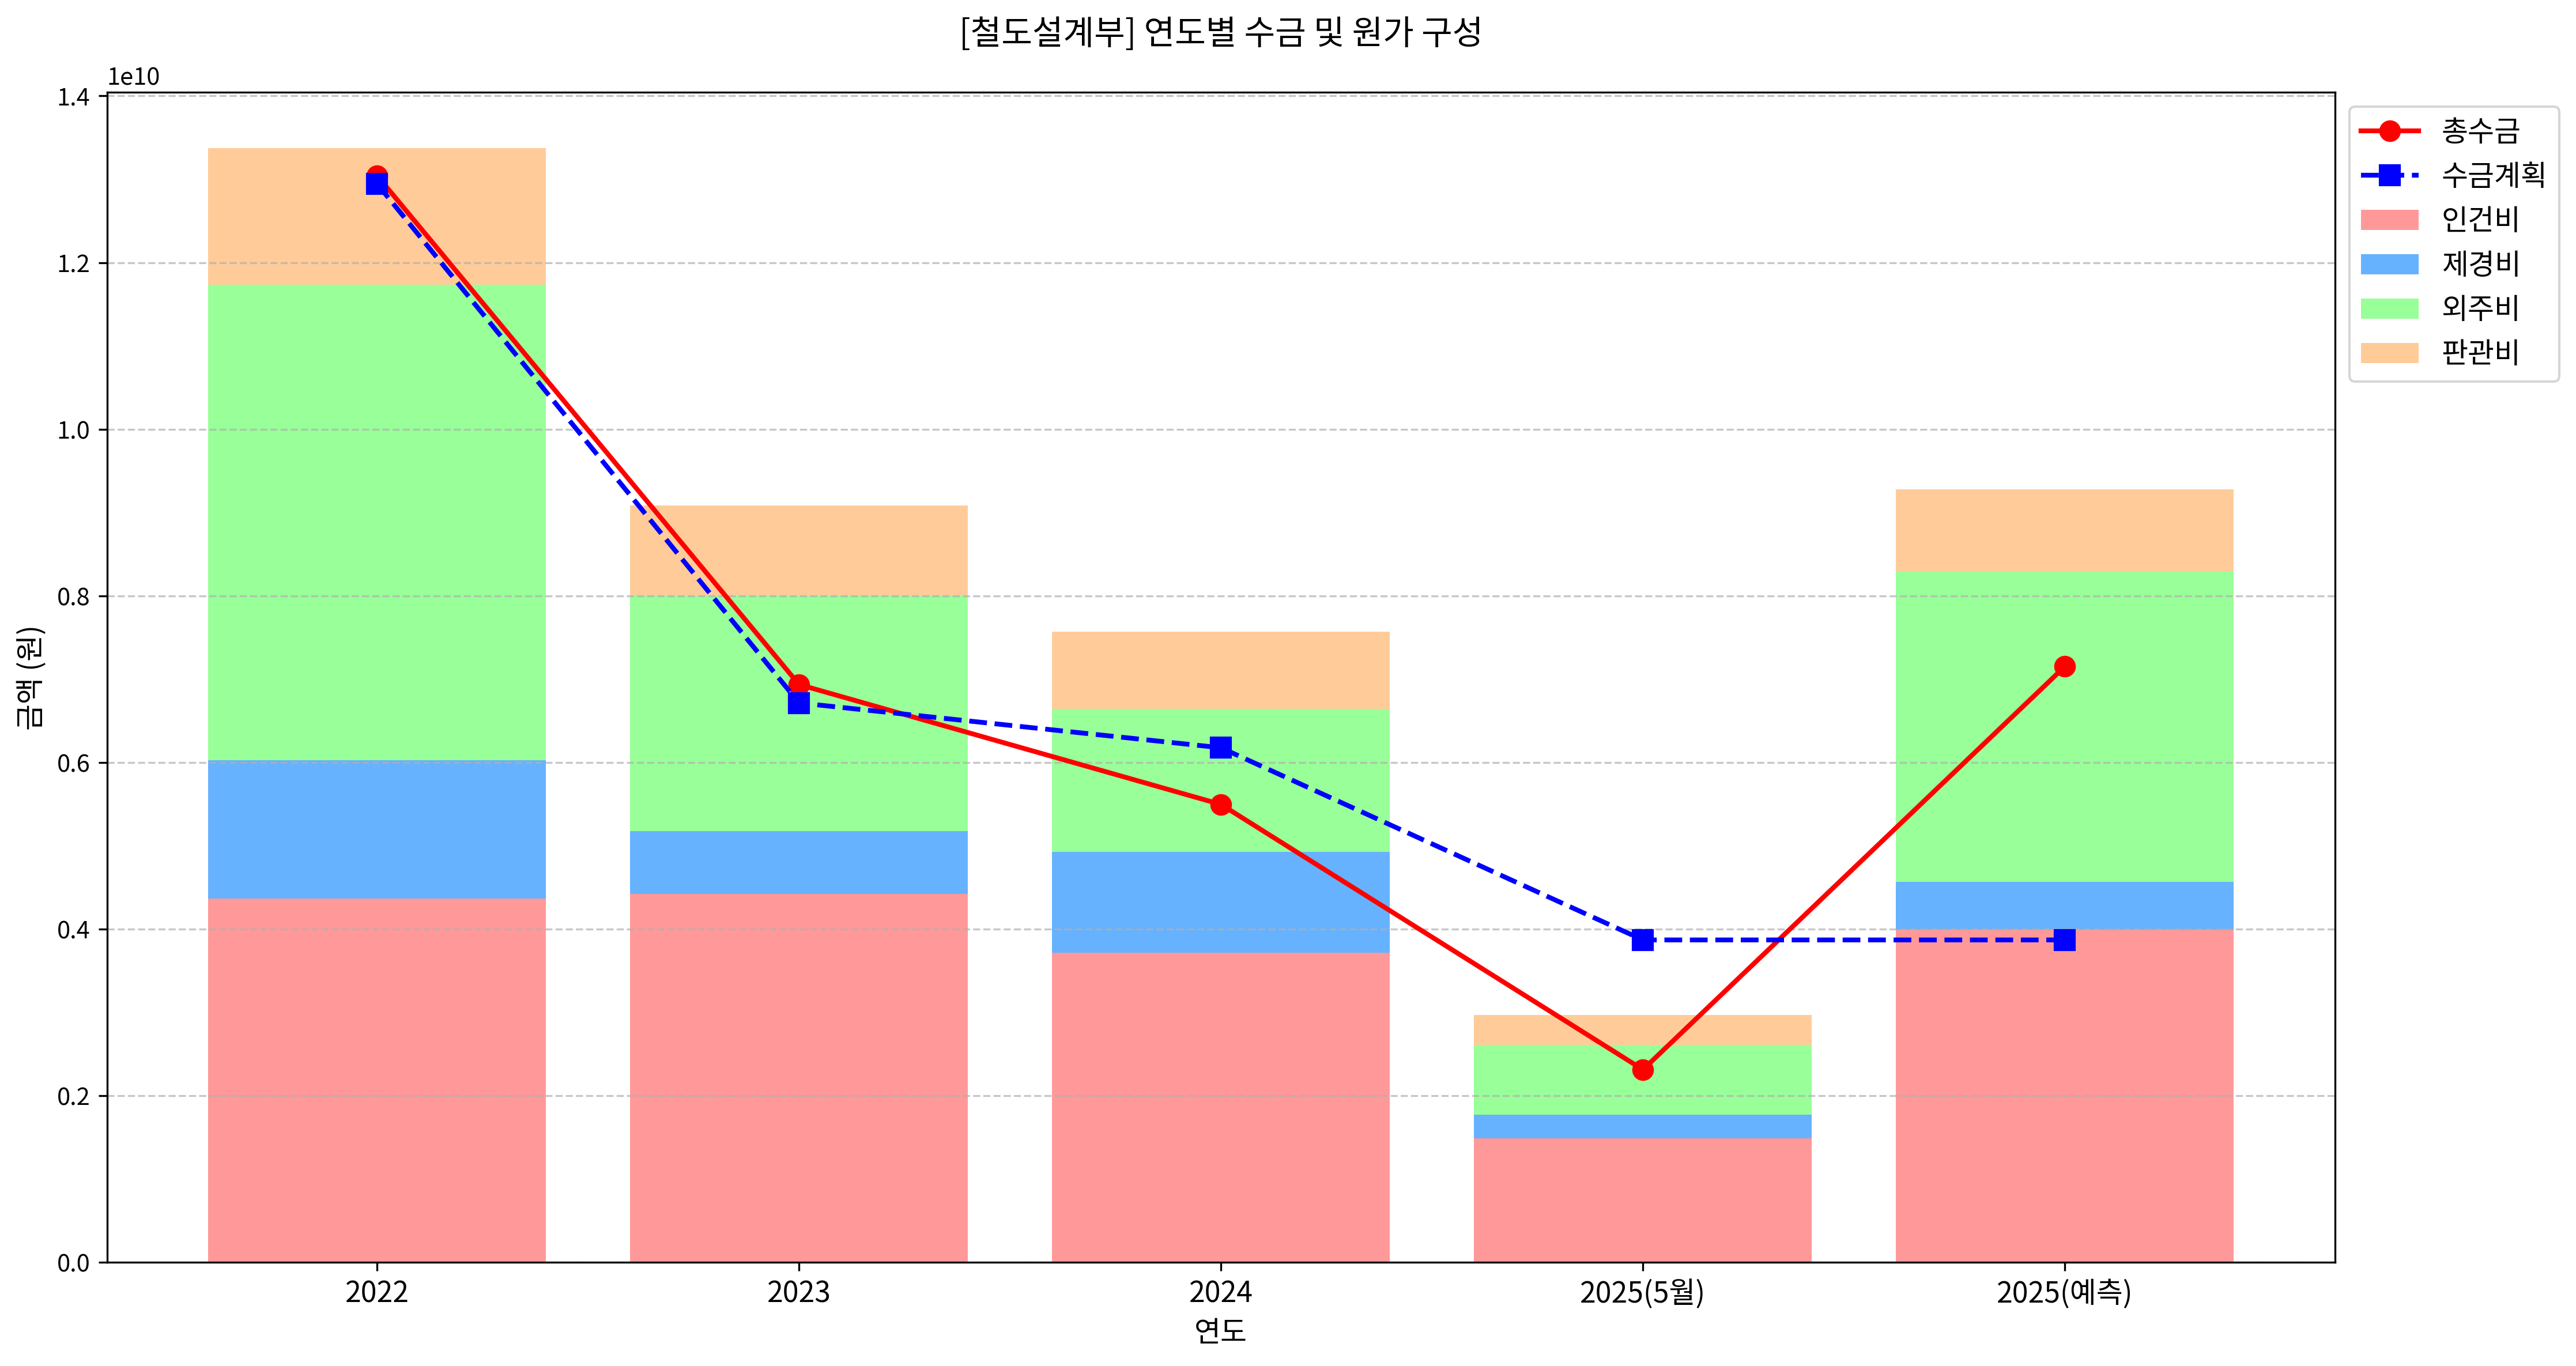 [철도설계부] 연도별 수금 및 원가 구성
1e10
1.4
1.2
1.0
0.8
0.6
0.4
0.2
0.0
금액 (원)
2022
2023
2024
2025(5월)
2025(예측)
연도
총수금
수금계획
인건비
제경비
외주비
판관비